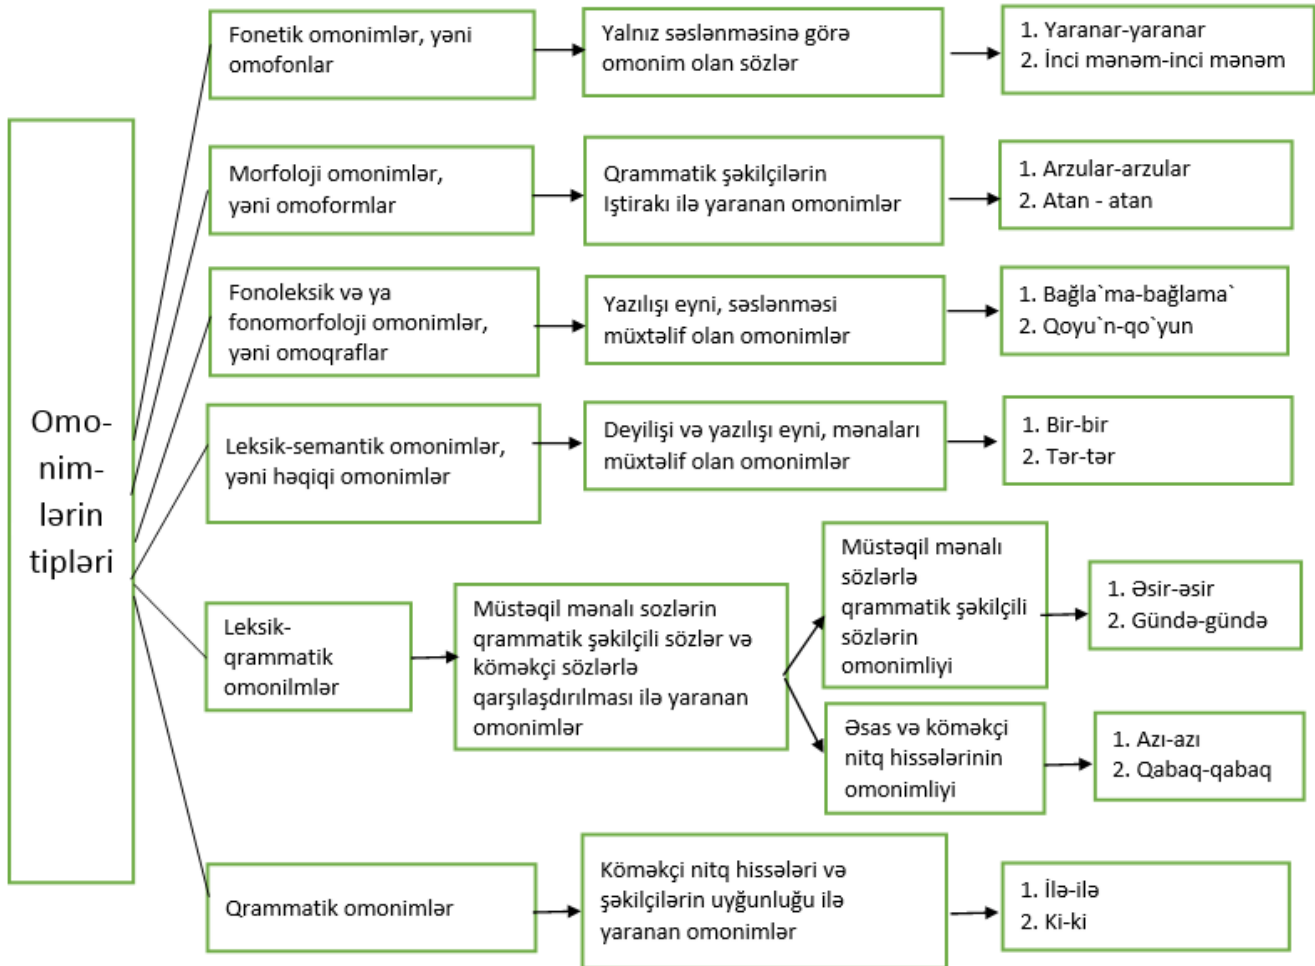 Omo-
nim-
lərin
tipləri
Fonetik omonimlər, yəni
omofonlar
Yalnız səslənməsinə görə
omonim olan sözlər
1. Yaranar-yaranar
2. İnci mənəm-inci mənəm
Morfoloji omonimlər,
yəni omoformlar
Qrammatik şəkilçilərin
Iştirakı ilə yaranan omonimlər
1. Arzular-arzular
2. Atan - atan
Fonoleksik və ya
fonomorfoloji omonimlər,
yəni omoqraflar
Yazılışı eyni, səslənməsi
müxtəlif olan omonimlər
1. Bağla`ma-bağlama`
2. Qoyu`n-qo`yun
Leksik-semantik omonimlər,
yəni həqiqi omonimlər
Deyilişi və yazılışı eyni, mənaları
müxtəlif olan omonimlər
1. Bir-bir
2. Tər-tər
Leksik-
qrammatik
omonilmlər
Müstəqil mənalı sozlərin
qrammatik şəkilçili sözlər və
köməkçi sözlərlə
qarşılaşdırılması ilə yaranan
omonimlər
Müstəqil mənalı
sözlərlə
qrammatik şəkilçili
sözlərin
omonimliyi
1. Əsir-əsir
2. Gündə-gündə
Əsas və köməkçi
nitq hissələrinin
omonimliyi
1. Azı-azı
2. Qabaq-qabaq
Qrammatik omonimlər
Köməkçi nitq hissələri və
şəkilçilərin uyğunluğu ilə
yaranan omonimlər
1. İlə-ilə
2. Ki-ki